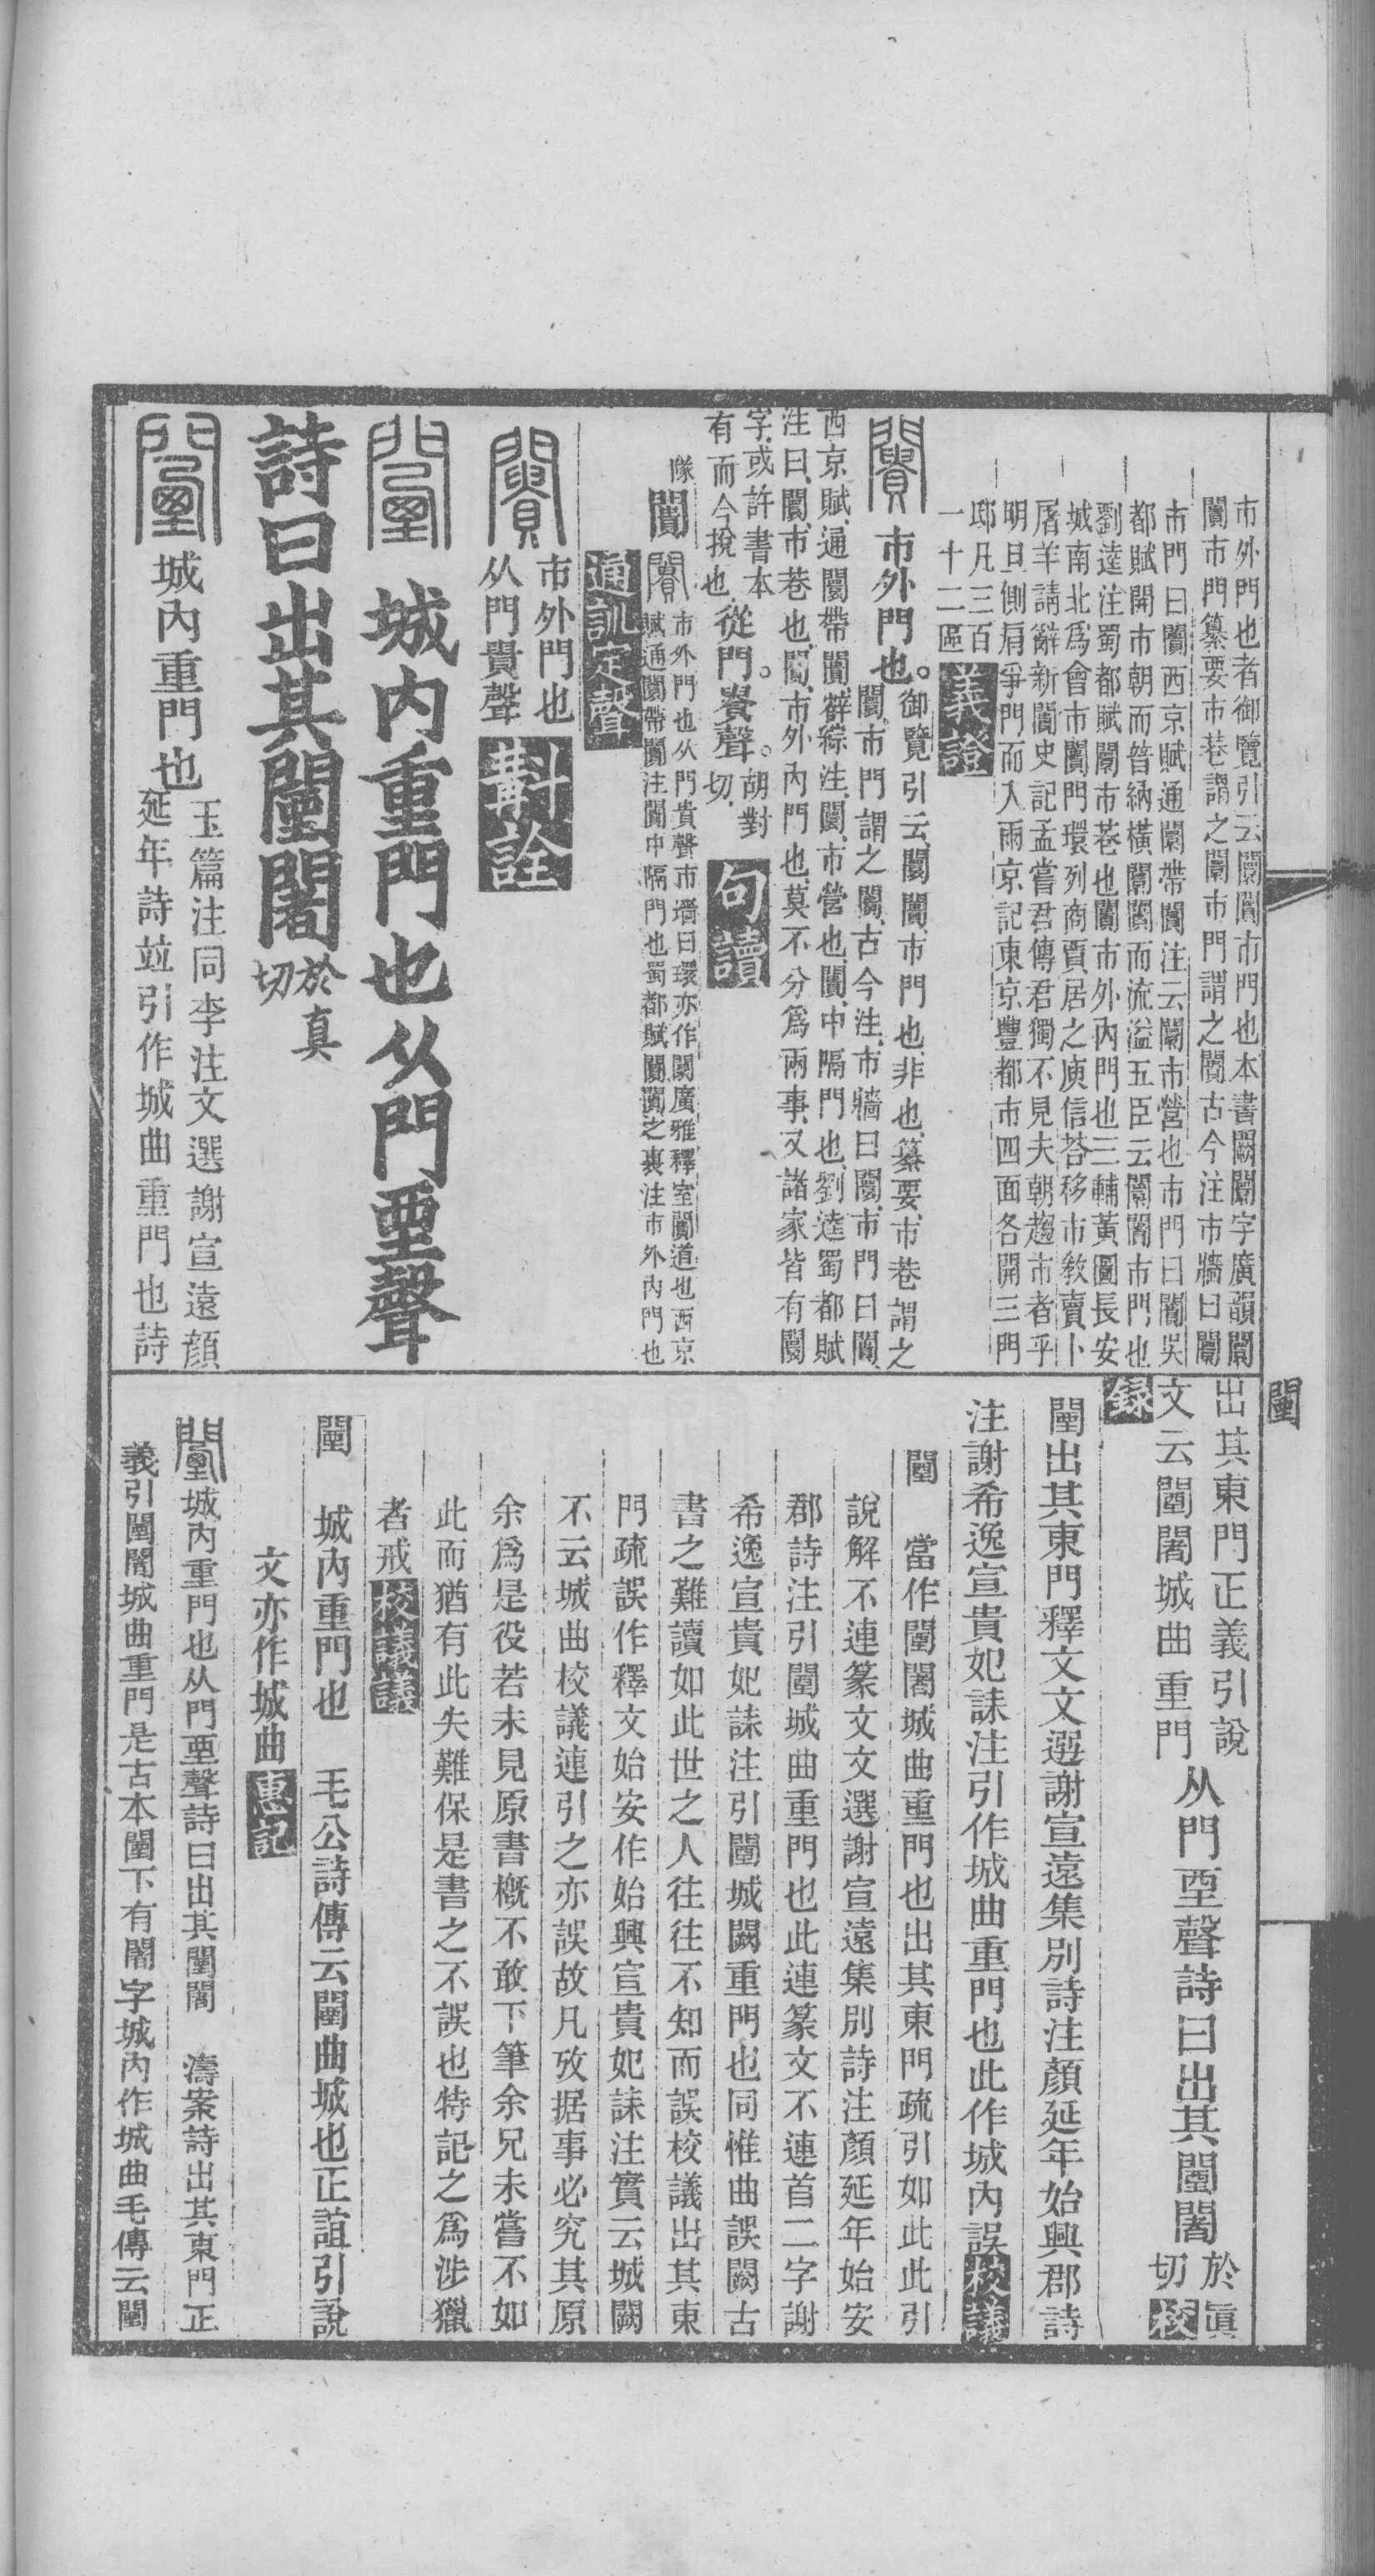 市外門也者御覽引云闤闠市門也本書闕闤字廣韻闤
闠市門纂要市巷謂之闤市門謂之闠古今注市牆曰闤
市門曰闠西京賦通闤帶闠注云闤市營也市門曰闠吳
都賦開市朝而普納橫闤闠而流溢五臣云闤闠市門也
劉逵注蜀都賦闤市巷也闠市外內門也三輔黃圖長安
城南北爲會市闠門環列商賈居之庾信荅移市教賣卜
屠羊請辭新闠史記孟嘗君傳君獨不見夫朝趨市者乎
明旦側肩爭門而入兩京記東京豐都市四面各開三門
邸凡三百
一十二區義證
市外門也。御覽引云闤闠市門也非也纂要市巷謂之
闤市門謂之闠古今注市牆曰闤市門曰闠
西京賦通闤帶闠薛綜注闤市營也闠中隔門也劉逵蜀都賦
注曰闤市巷也闠市外內門也莫不分爲兩事又諸家皆有闤
字或許書本
有而今挩也從門。䝿聲。胡對
切句讀
隊
闠 市外門也从門貴聲市墻曰環亦作闤廣雅釋室闠道也西京
賦通闤帶闠注闠中隔門也蜀都賦闤闠之裏注市外內門也
通訓定聲
市外門也
从門貴聲斠詮
城內重門也从門垔聲
詩曰出其闉闍於真
切
城內重門也玉篇注同李注文選謝宣遠顏
延年詩竝引作城曲重門也詩
闉
出其東門正義引說
文云闉闍城曲重門从門垔聲詩曰出其闉闍於眞
切校
録
闉出其東門釋文文選謝宣遠集別詩注顏延年始興郡詩
注謝希逸宣貴妃誄注引作城曲重門也此作城內誤校議
闉 當作闉闍城曲重門也出其東門疏引如此此引
說解不連篆文文選謝宣遠集別詩注顏延年始安
郡詩注引闉城曲重門也此連篆文不連首二字謝
希逸宣貴妃誄注引闉城闕重門也同惟曲誤闕古
書之難讀如此世之人往往不知而誤校議出其東
門疏誤作釋文始安作始興宣貴妃誄注實云城闕
不云城曲校議連引之亦誤故凡攷据事必究其原
余爲是役若未見原書槪不敢下筆余兄未嘗不如
此而猶有此失難保是書之不誤也特記之爲涉獵
者戒校議議
闉 城內重門也 毛公詩傳云闉曲城也正誼引說
文亦作城曲惠記
城內重門也从門垔聲詩曰出其闉闍 濤案詩出其東門正
義引闉闍城曲重門是古本闉下有闍字城內作城曲毛傳云闉